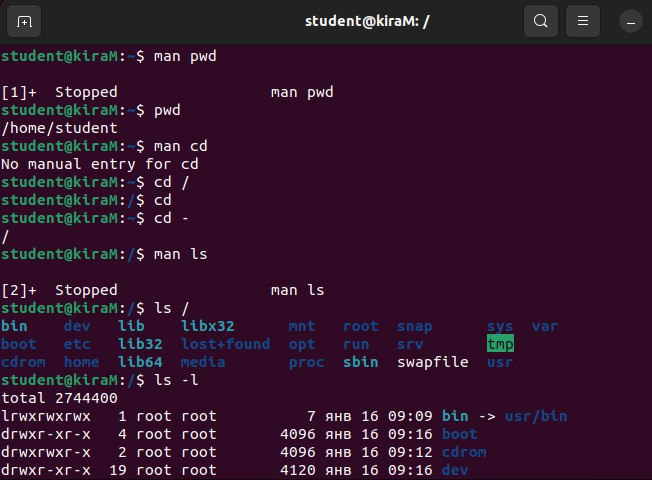 student@kiraM: /
student@kiraM:~$ man pwd
[1]+  Stopped                 man pwd
student@kiraM:~$ pwd
/home/student
student@kiraM:~$ man cd
No manual entry for cd
student@kiraM:~$ cd /
student@kiraM:/$ cd
student@kiraM:~$ cd -
/
student@kiraM:/$ man ls
[2]+  Stopped                 man ls
student@kiraM:/$ ls /
bin    dev   lib    libx32      mnt   root  snap      sys  var
boot   etc   lib32  lost+found  opt   run   srv       tmp
cdrom  home  lib64  media       proc  sbin  swapfile  usr
student@kiraM:/$ ls -l
total 2744400
lrwxrwxrwx   1 root root          7 янв 16 09:09 bin -> usr/bin
drwxr-xr-x   4 root root       4096 янв 16 09:16 boot
drwxr-xr-x   2 root root       4096 янв 16 09:12 cdrom
drwxr-xr-x  19 root root       4120 янв 16 09:16 dev